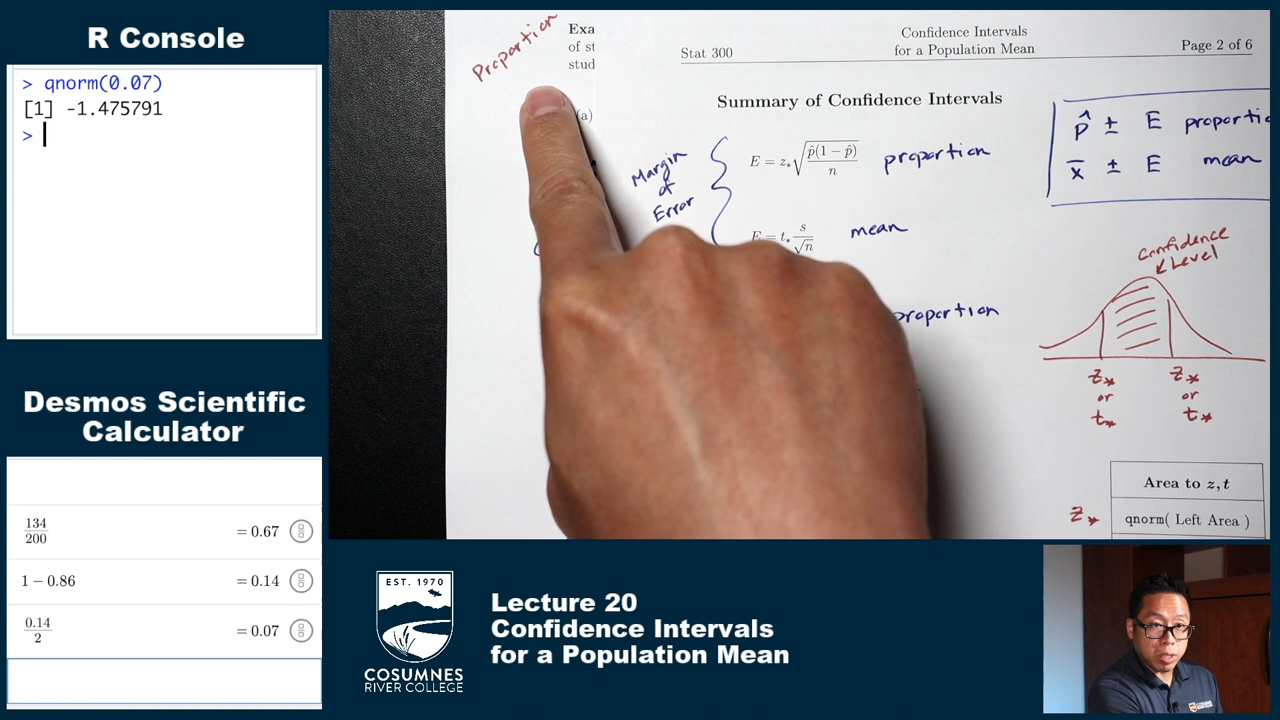 R Console
> qnorm(0.07)
[1] -1.475791
>
Desmos Scientific
Calculator
134
200
= 0.67
1 − 0.86
= 0.14
0.14
2
= 0.07
Proportion
Exa
of st
stud
(a)
Stat 300
Confidence Intervals
for a Population Mean
Page 2 of 6
Summary of Confidence Intervals
Margin
of
Error
E = z* √ p̂(1 − p̂)
n
proportion
E = t* s
√n
mean
proportion
p̂ ± E proportio
x̄ ± E mean
Confidence
Level
z* z*
or or
t* t*
Area to z, t
z* qnorm( Left Area )
EST. 1970
COSUMNES
RIVER COLLEGE
Lecture 20
Confidence Intervals
for a Population Mean